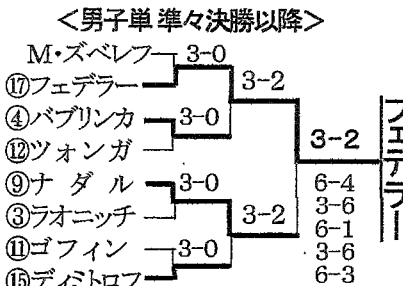 ＜男子単 準々決勝以降＞
M・ズベレフ 3-0
⑰フェデラー
3-2
④バブリンカ 3-0
⑫ツォンガ
3-2
フェデラー
⑨ナダル 3-0
③ラオニッチ
3-2
⑪ゴフィン 3-0
⑮ディミトロフ
6-4
3-6
6-1
3-6
6-3